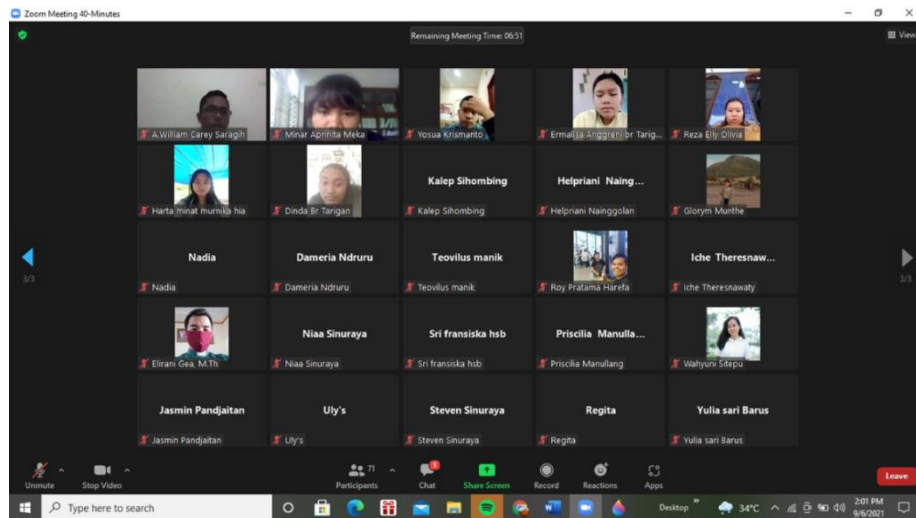 Zoom Meeting 40-Minutes
Remaining Meeting Time: 06:51
View
A.William Carey Saragih
Minar Aprinita Meka
Yosua Krismanto
Ermalisa Anggreni br Tarig...
Reza Elly Olivia
Harta minat murnika hia
Dinda Br Tarigan
Kalep Sihombing
Kalep Sihombing
Helpriani Naing...
Helpriani Nainggolan
Glorym Munthe
3/3
3/3
Nadia
Nadia
Dameria Ndruru
Dameria Ndruru
Teovilus manik
Teovilus manik
Roy Pratama Harefa
Iche Theresnaw...
Iche Theresnawaty
Elirani Gea, M.Th
Niaa Sinuraya
Niaa Sinuraya
Sri fransiska hsb
Sri fransiska hsb
Priscilia Manulla...
Priscilia Manullang
Wahyuni Sitepu
Jasmin Pandjaitan
Jasmin Pandjaitan
Uly's
Uly's
Steven Sinuraya
Steven Sinuraya
Regita
Regita
Yulia sari Barus
Yulia sari Barus
Unmute
Stop Video
71
Participants
1
Chat
Share Screen
Record
Reactions
Apps
Leave
Type here to search
Desktop
34°C
2:01 PM
9/6/2021